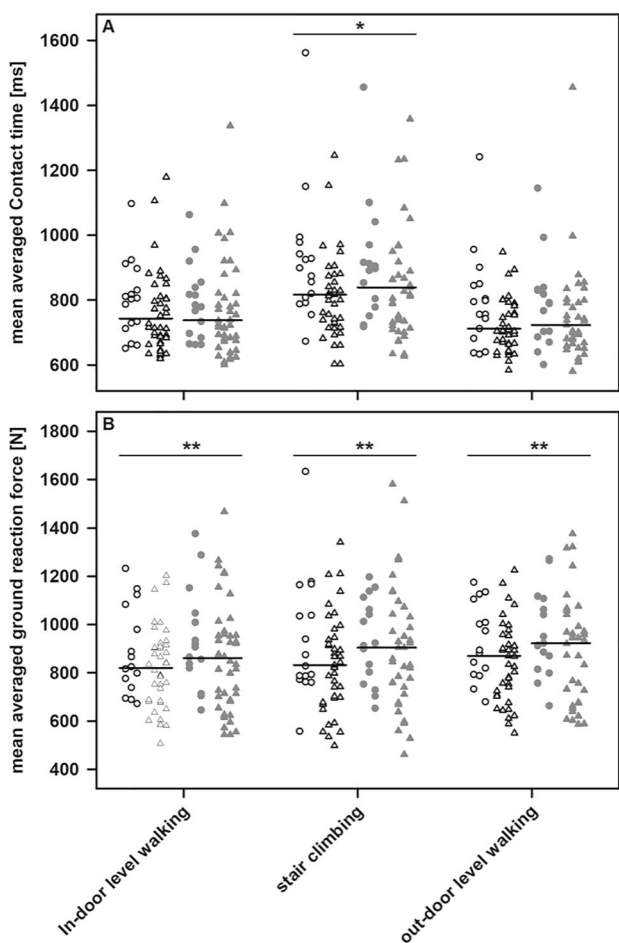 A
*
mean averaged Contact time [ms]
1600
1400
1200
1000
800
600
B
** ** **
mean averaged ground reaction force [N]
1800
1600
1400
1200
1000
800
600
400
In-door level walking
stair climbing
out-door level walking